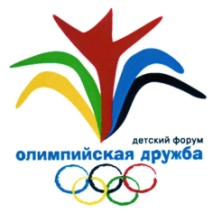 детский форум
олимпийская дружба